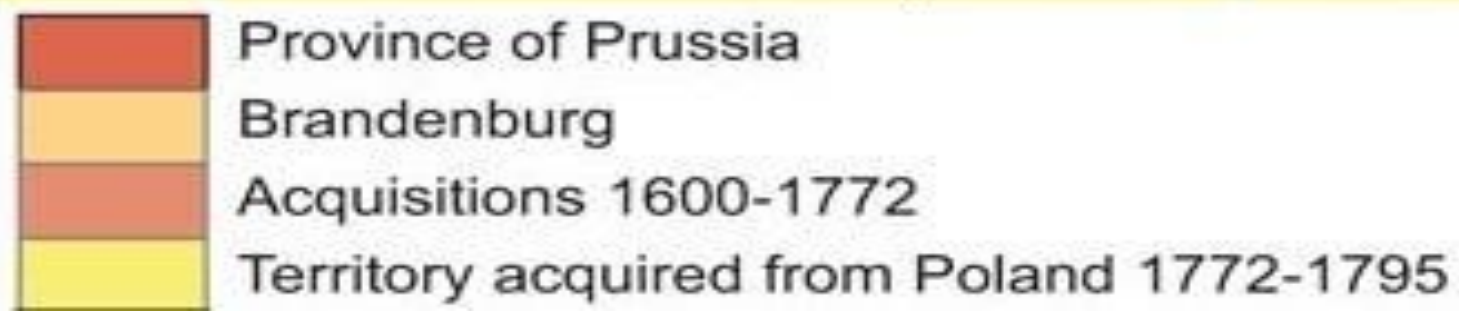 Province of Prussia
Brandenburg
Acquisitions 1600-1772
Territory acquired from Poland 1772-1795